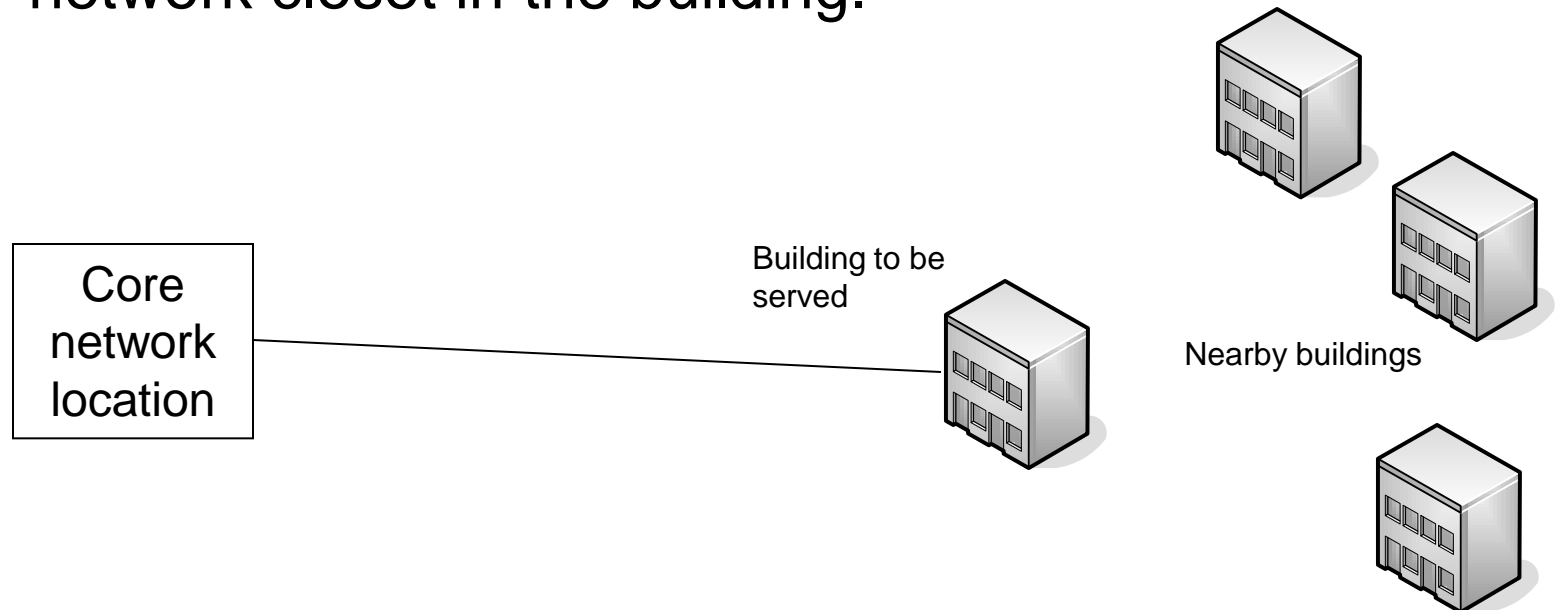 network closet in the building.
Building to be
served
Core
network
location
Nearby buildings